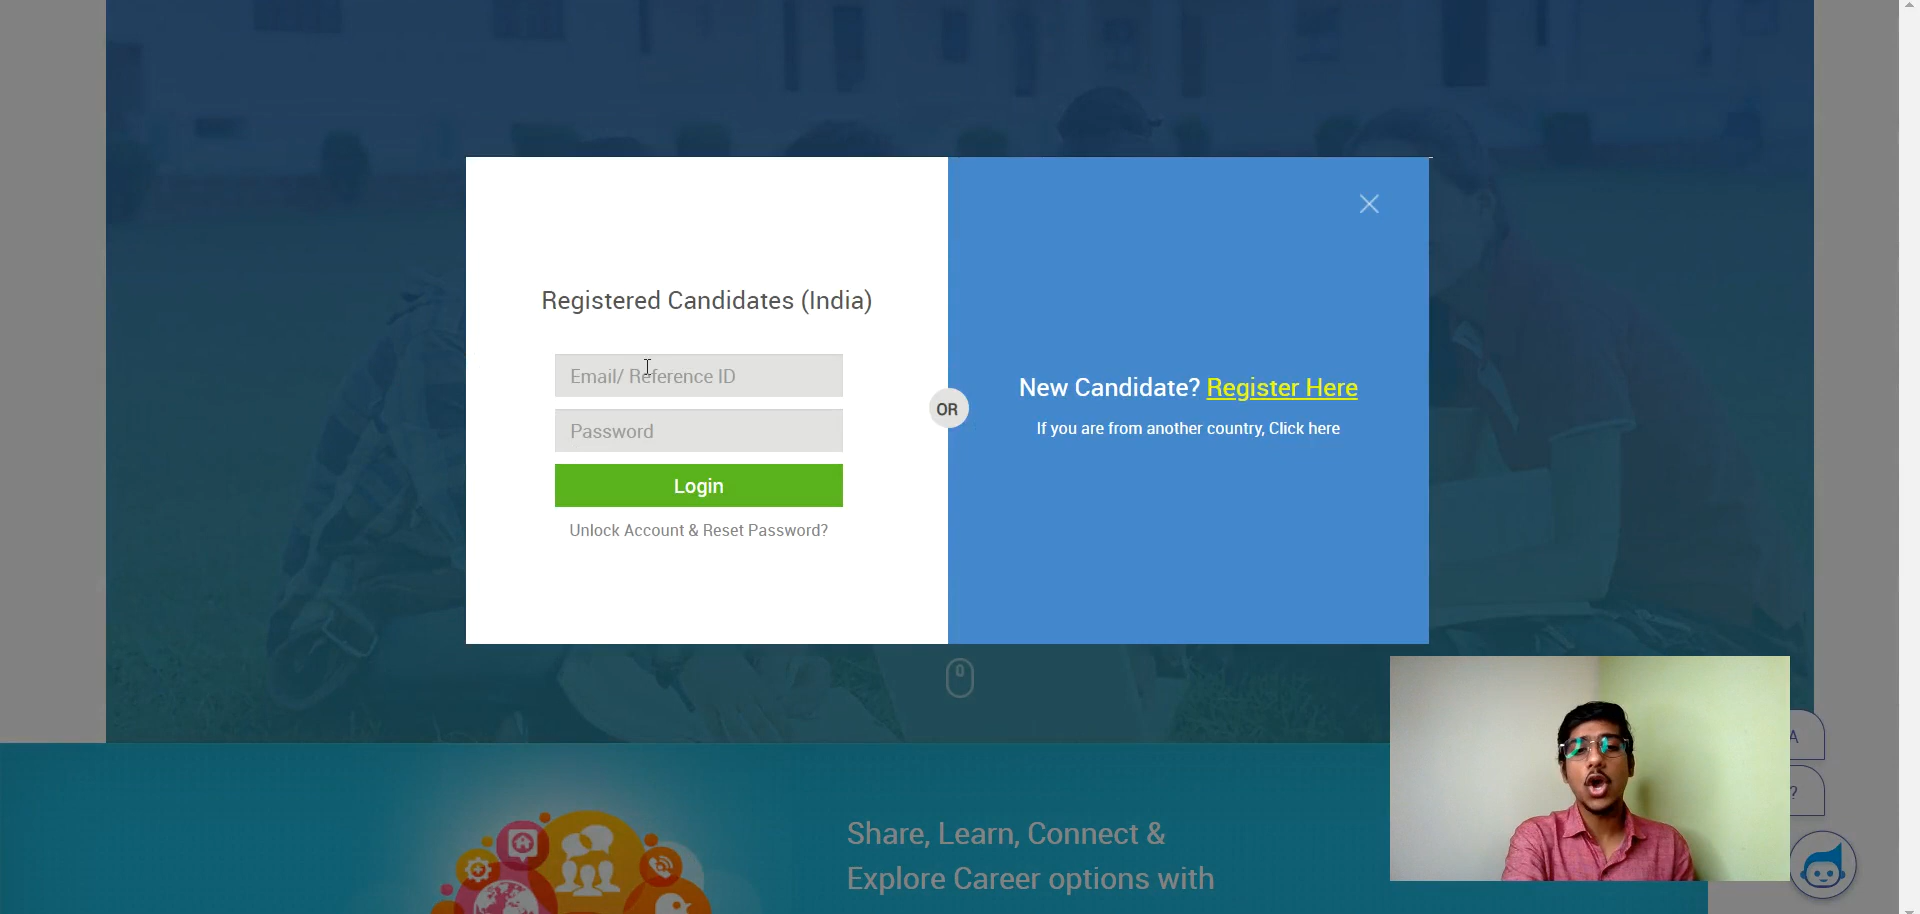 Registered Candidates (India)
Email/ Reference ID
Password
Login
Unlock Account & Reset Password?
OR
New Candidate? Register Here
If you are from another country, Click here
Share, Learn, Connect &
Explore Career options with
A
?